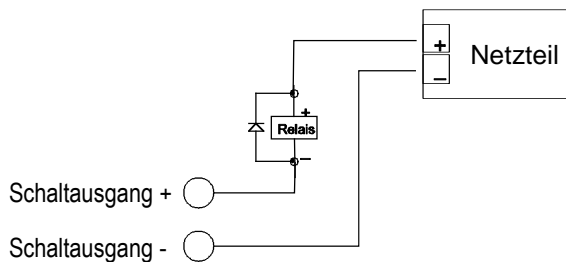 +
Netzteil
–
+
Relais
–
Schaltausgang +
Schaltausgang -